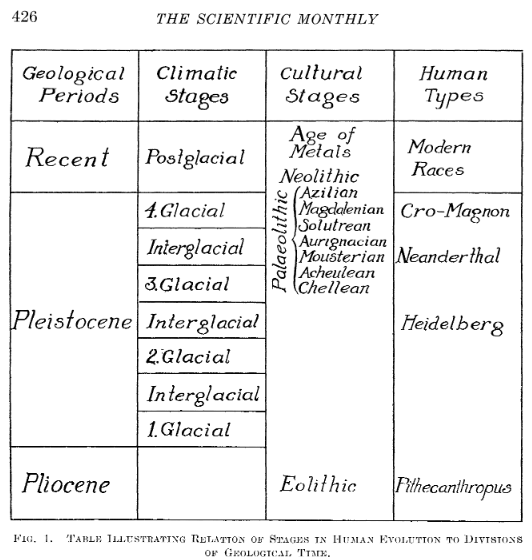 426
THE SCIENTIFIC MONTHLY
Geological Periods
Climatic Stages
Cultural Stages
Human Types
Recent
Postglacial
Age of Metals
Neolithic
Modern Races
Pleistocene
4. Glacial
Interglacial
3. Glacial
Interglacial
2. Glacial
Interglacial
1. Glacial
Palaeolithic
Azilian
Magdalenian
Solutrean
Aurignacian
Mousterian
Acheulean
Chellean
Cro-Magnon
Neanderthal
Heidelberg
Pliocene
Eolithic
Pithecanthropus
FIG. 1. TABLE ILLUSTRATING RELATION OF STAGES IN HUMAN EVOLUTION TO DIVISIONS
OF GEOLOGICAL TIME.